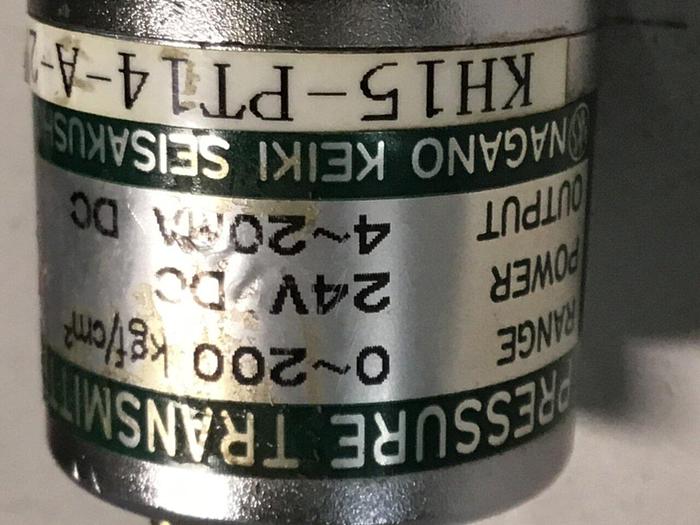 PRESSURE TRANSMITT
RANGE 0~200 kgf/cm²
POWER 24V DC
OUTPUT 4~20MA DC
NAGANO KEIKI SEISAKUSH
KH15-PT14-A-2